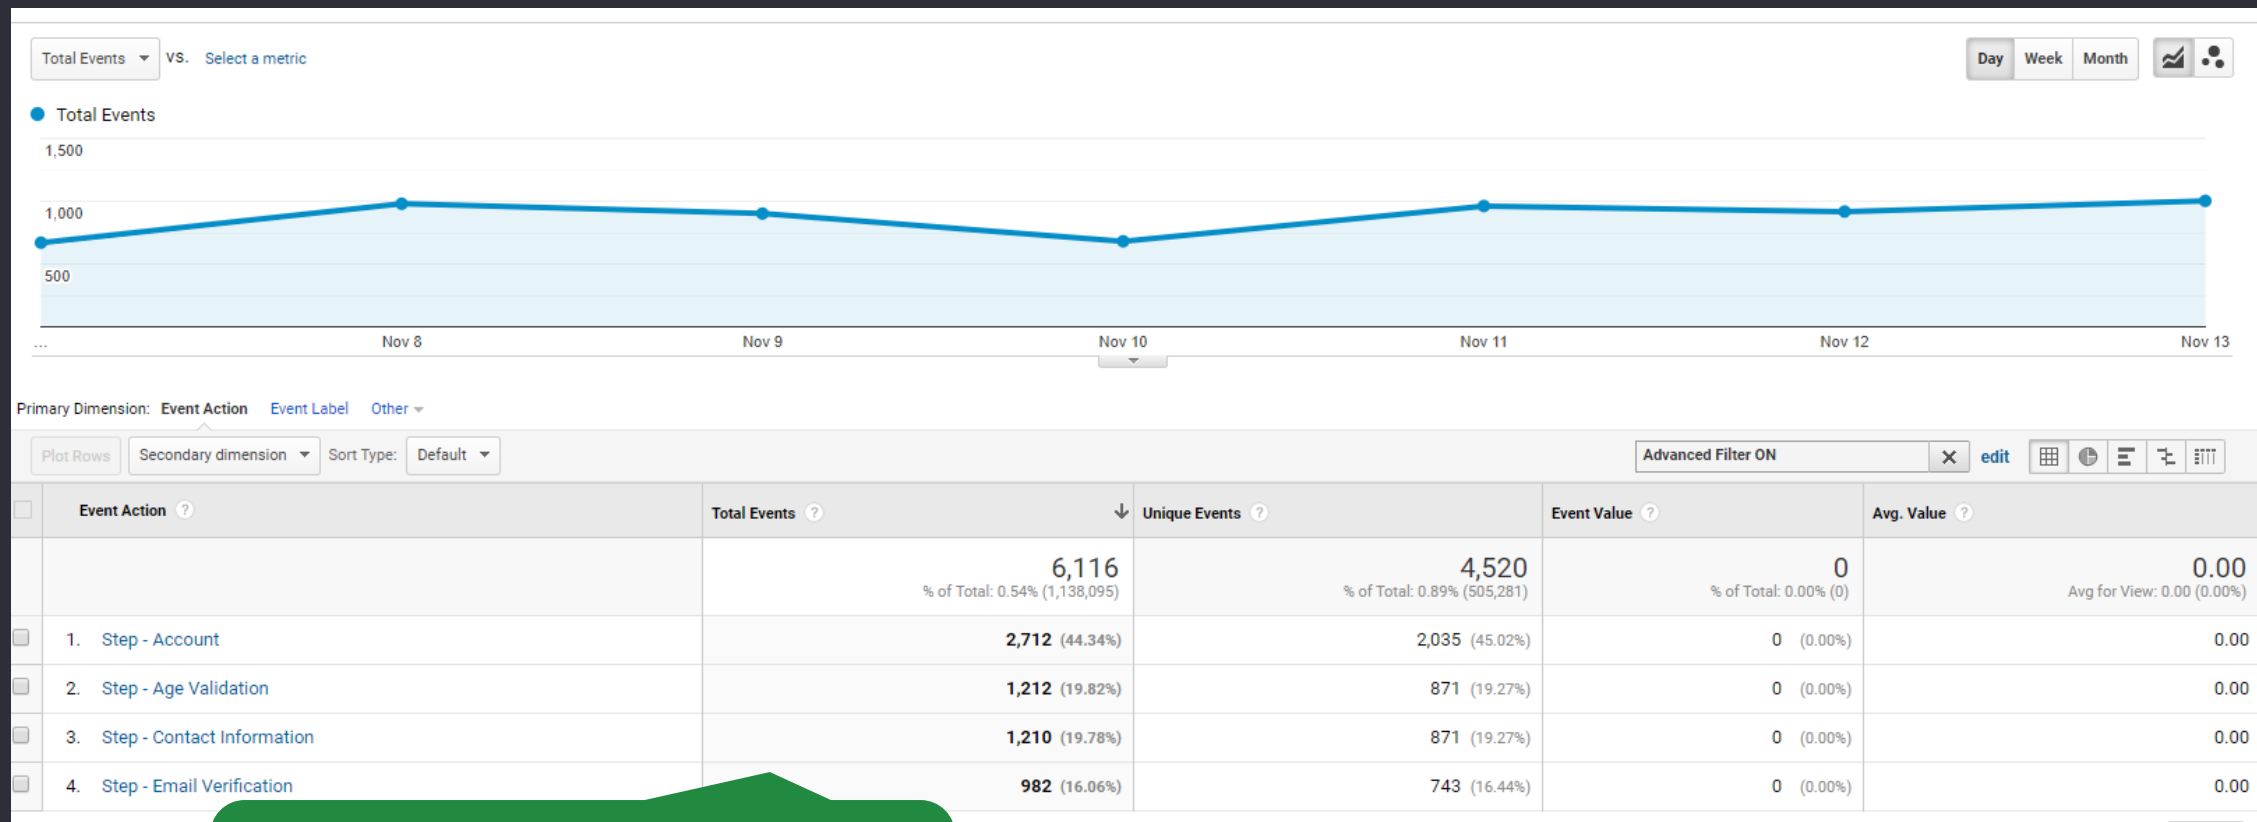 Total Events vs. Select a metric Day Week Month
Total Events
1,500
1,000
500
... Nov 8 Nov 9 Nov 10 Nov 11 Nov 12 Nov 13
Primary Dimension: Event Action Event Label Other
Plot Rows Secondary dimension Sort Type: Default Advanced Filter ON edit
Event Action ? Total Events ? Unique Events ? Event Value ? Avg. Value ?
6,116 4,520 0 0.00
% of Total: 0.54% (1,138,095) % of Total: 0.89% (505,281) % of Total: 0.00% (0) Avg for View: 0.00 (0.00%)
1. Step - Account 2,712 (44.34%) 2,035 (45.02%) 0 (0.00%) 0.00
2. Step - Age Validation 1,212 (19.82%) 871 (19.27%) 0 (0.00%) 0.00
3. Step - Contact Information 1,210 (19.78%) 871 (19.27%) 0 (0.00%) 0.00
4. Step - Email Verification 982 (16.06%) 743 (16.44%) 0 (0.00%) 0.00